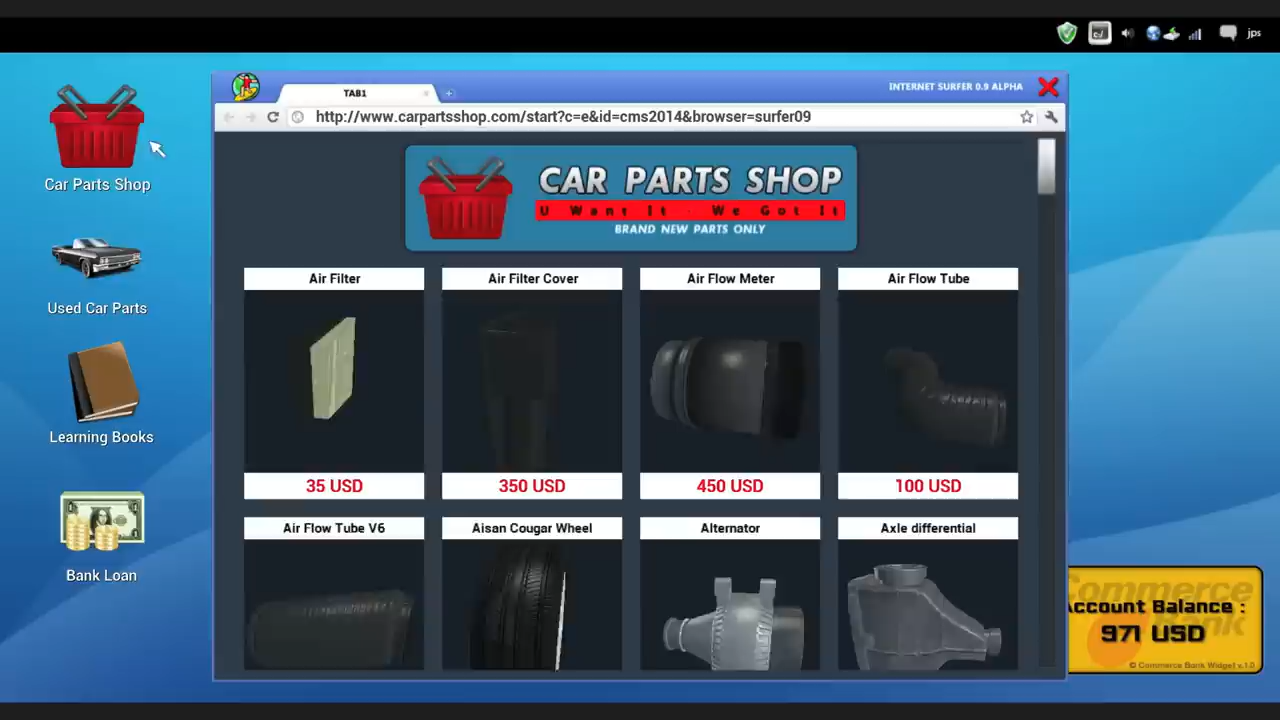 jps
TAB1
INTERNET SURFER 0.9 ALPHA
http://www.carpartsshop.com/start?c=e&id=cms2014&browser=surfer09
Car Parts Shop
Used Car Parts
Learning Books
Bank Loan
CAR PARTS SHOP
U Want It - We Got It
BRAND NEW PARTS ONLY
Air Filter
Air Filter Cover
Air Flow Meter
Air Flow Tube
35 USD
350 USD
450 USD
100 USD
Air Flow Tube V6
Aisan Cougar Wheel
Alternator
Axle differential
Commerce Bank
Account Balance :
971 USD
© Commerce Bank Widget v.1.0